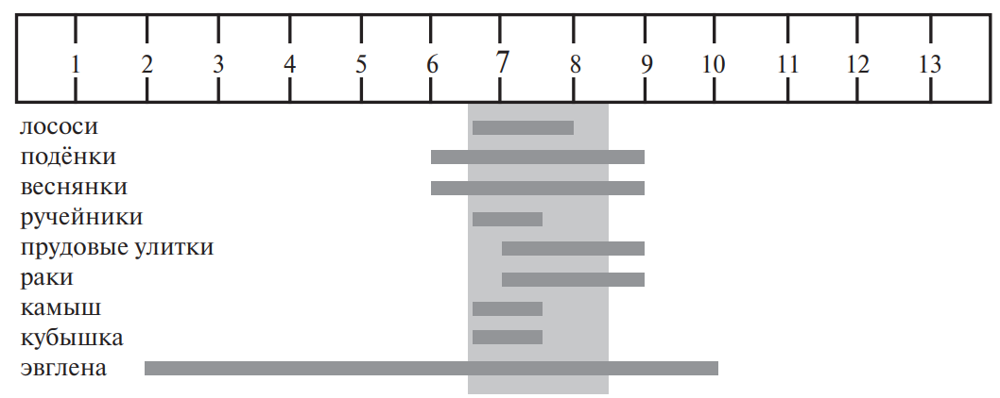 1 2 3 4 5 6 7 8 9 10 11 12 13
лососи
подёнки
веснянки
ручейники
прудовые улитки
раки
камыш
кубышка
эвглена